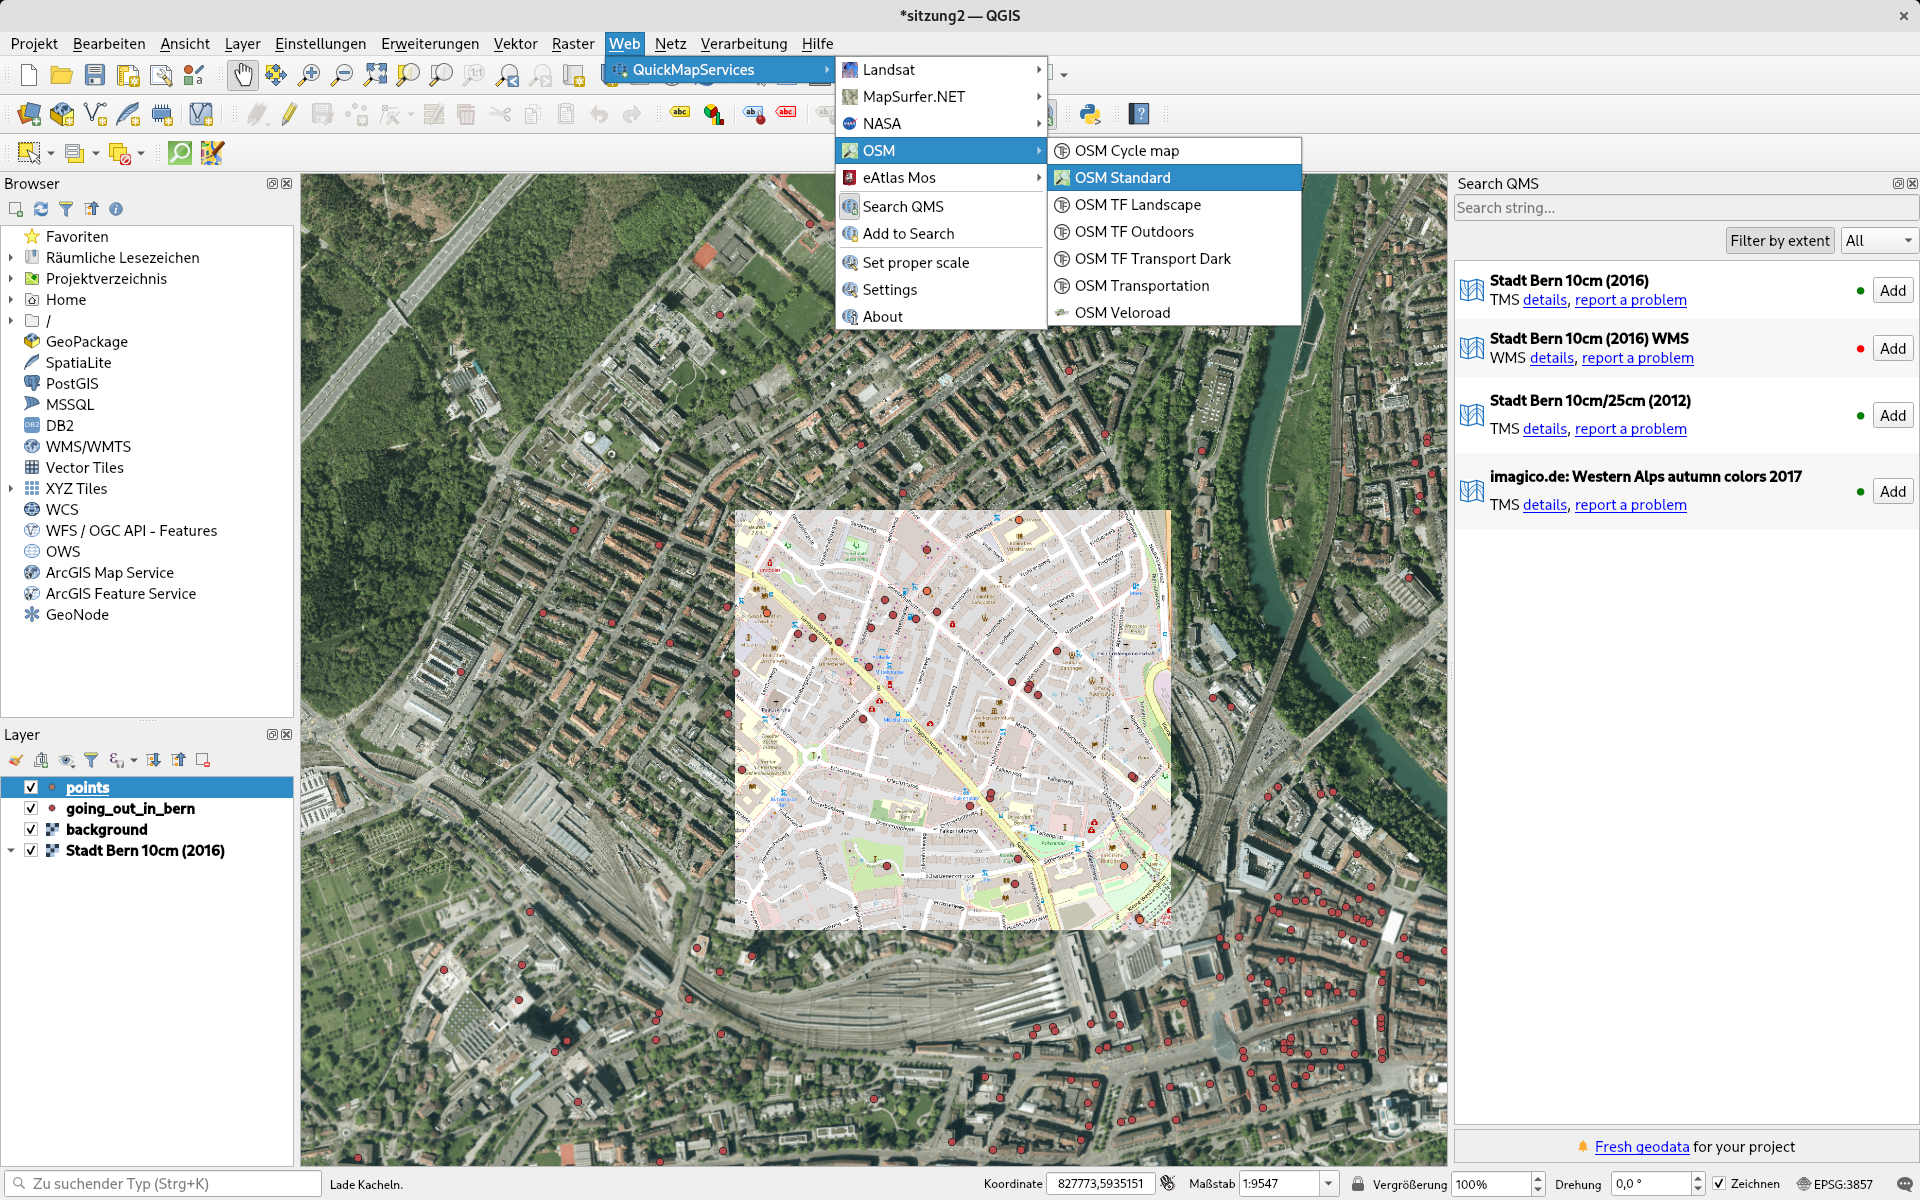 *sitzung2 — QGIS
Projekt Bearbeiten Ansicht Layer Einstellungen Erweiterungen Vektor Raster Web Netz Verarbeitung Hilfe
QuickMapServices
Landsat
MapSurfer.NET
NASA
OSM
eAtlas Mos
Search QMS
Add to Search
Set proper scale
Settings
About
OSM Cycle map
OSM Standard
OSM TF Landscape
OSM TF Outdoors
OSM TF Transport Dark
OSM Transportation
OSM Veloroad
Browser
Favoriten
Räumliche Lesezeichen
Projektverzeichnis
Home
/
GeoPackage
SpatiaLite
PostGIS
MSSQL
DB2
WMS/WMTS
Vector Tiles
XYZ Tiles
WCS
WFS / OGC API - Features
OWS
ArcGIS Map Service
ArcGIS Feature Service
GeoNode
Layer
points
going_out_in_bern
background
Stadt Bern 10cm (2016)
Search QMS
Search string...
Filter by extent All
Stadt Bern 10cm (2016)
TMS details, report a problem
Add
Stadt Bern 10cm (2016) WMS
WMS details, report a problem
Add
Stadt Bern 10cm/25cm (2012)
TMS details, report a problem
Add
imagico.de: Western Alps autumn colors 2017
TMS details, report a problem
Add
Fresh geodata for your project
Zu suchender Typ (Strg+K)
Lade Kacheln.
Koordinate 827773,5935151
Maßstab 1:9547
Vergrößerung 100%
Drehung 0,0 °
Zeichnen
EPSG:3857